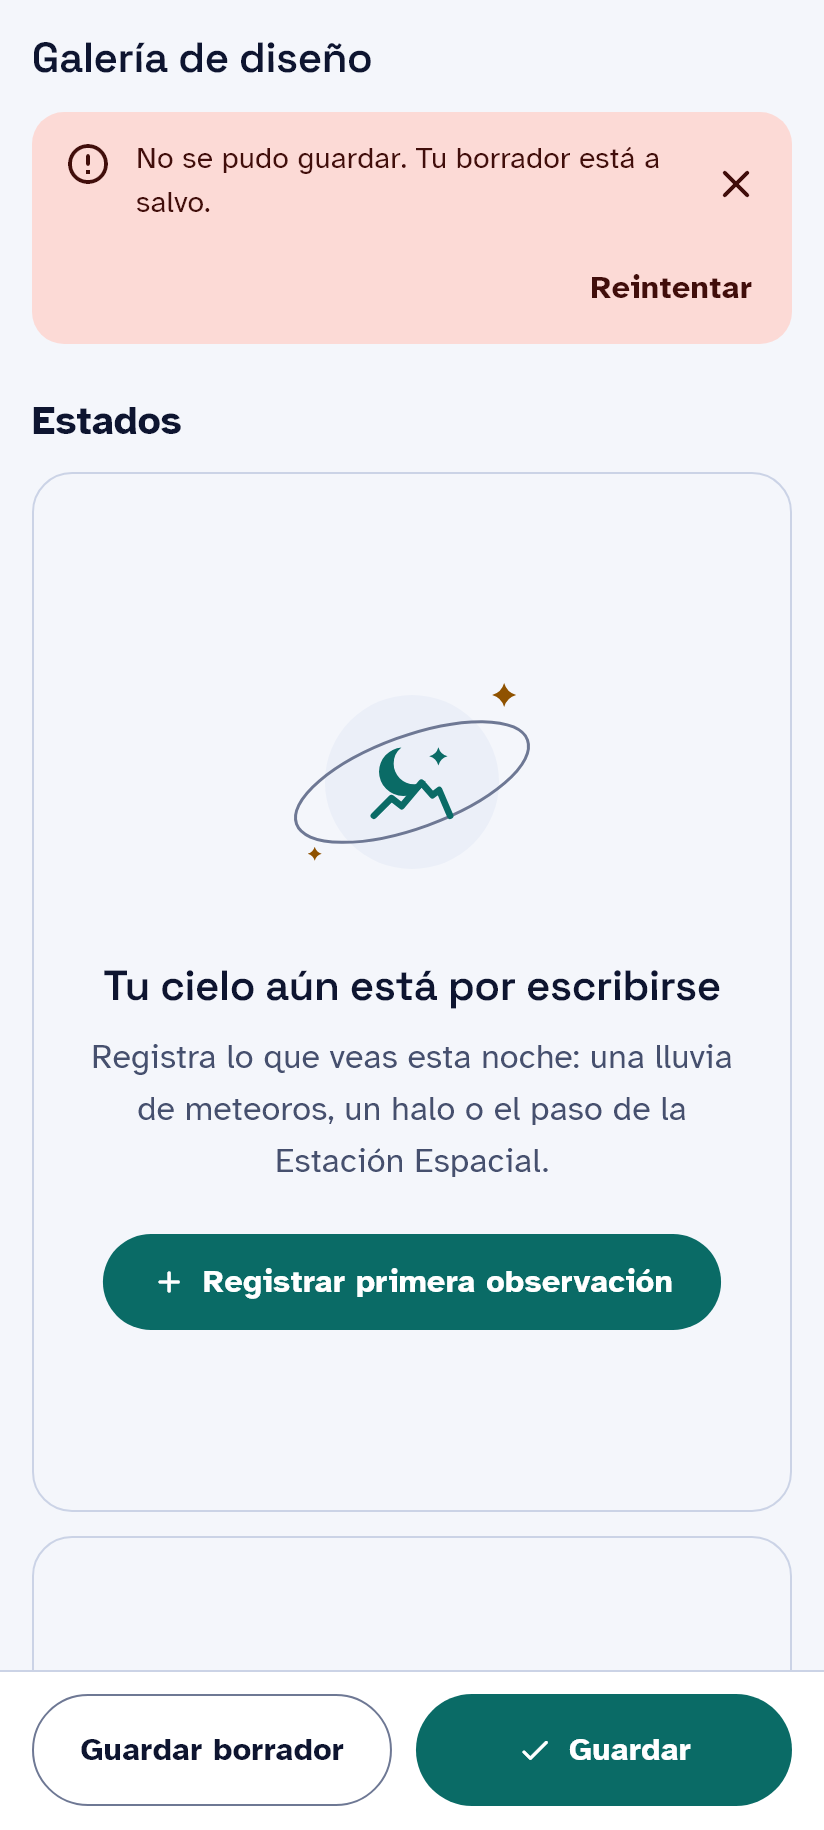 Galería de diseño
No se pudo guardar. Tu borrador está a
salvo.
Reintentar
Estados
Tu cielo aún está por escribirse
Registra lo que veas esta noche: una lluvia
de meteoros, un halo o el paso de la
Estación Espacial.
Registrar primera observación
Guardar borrador
Guardar